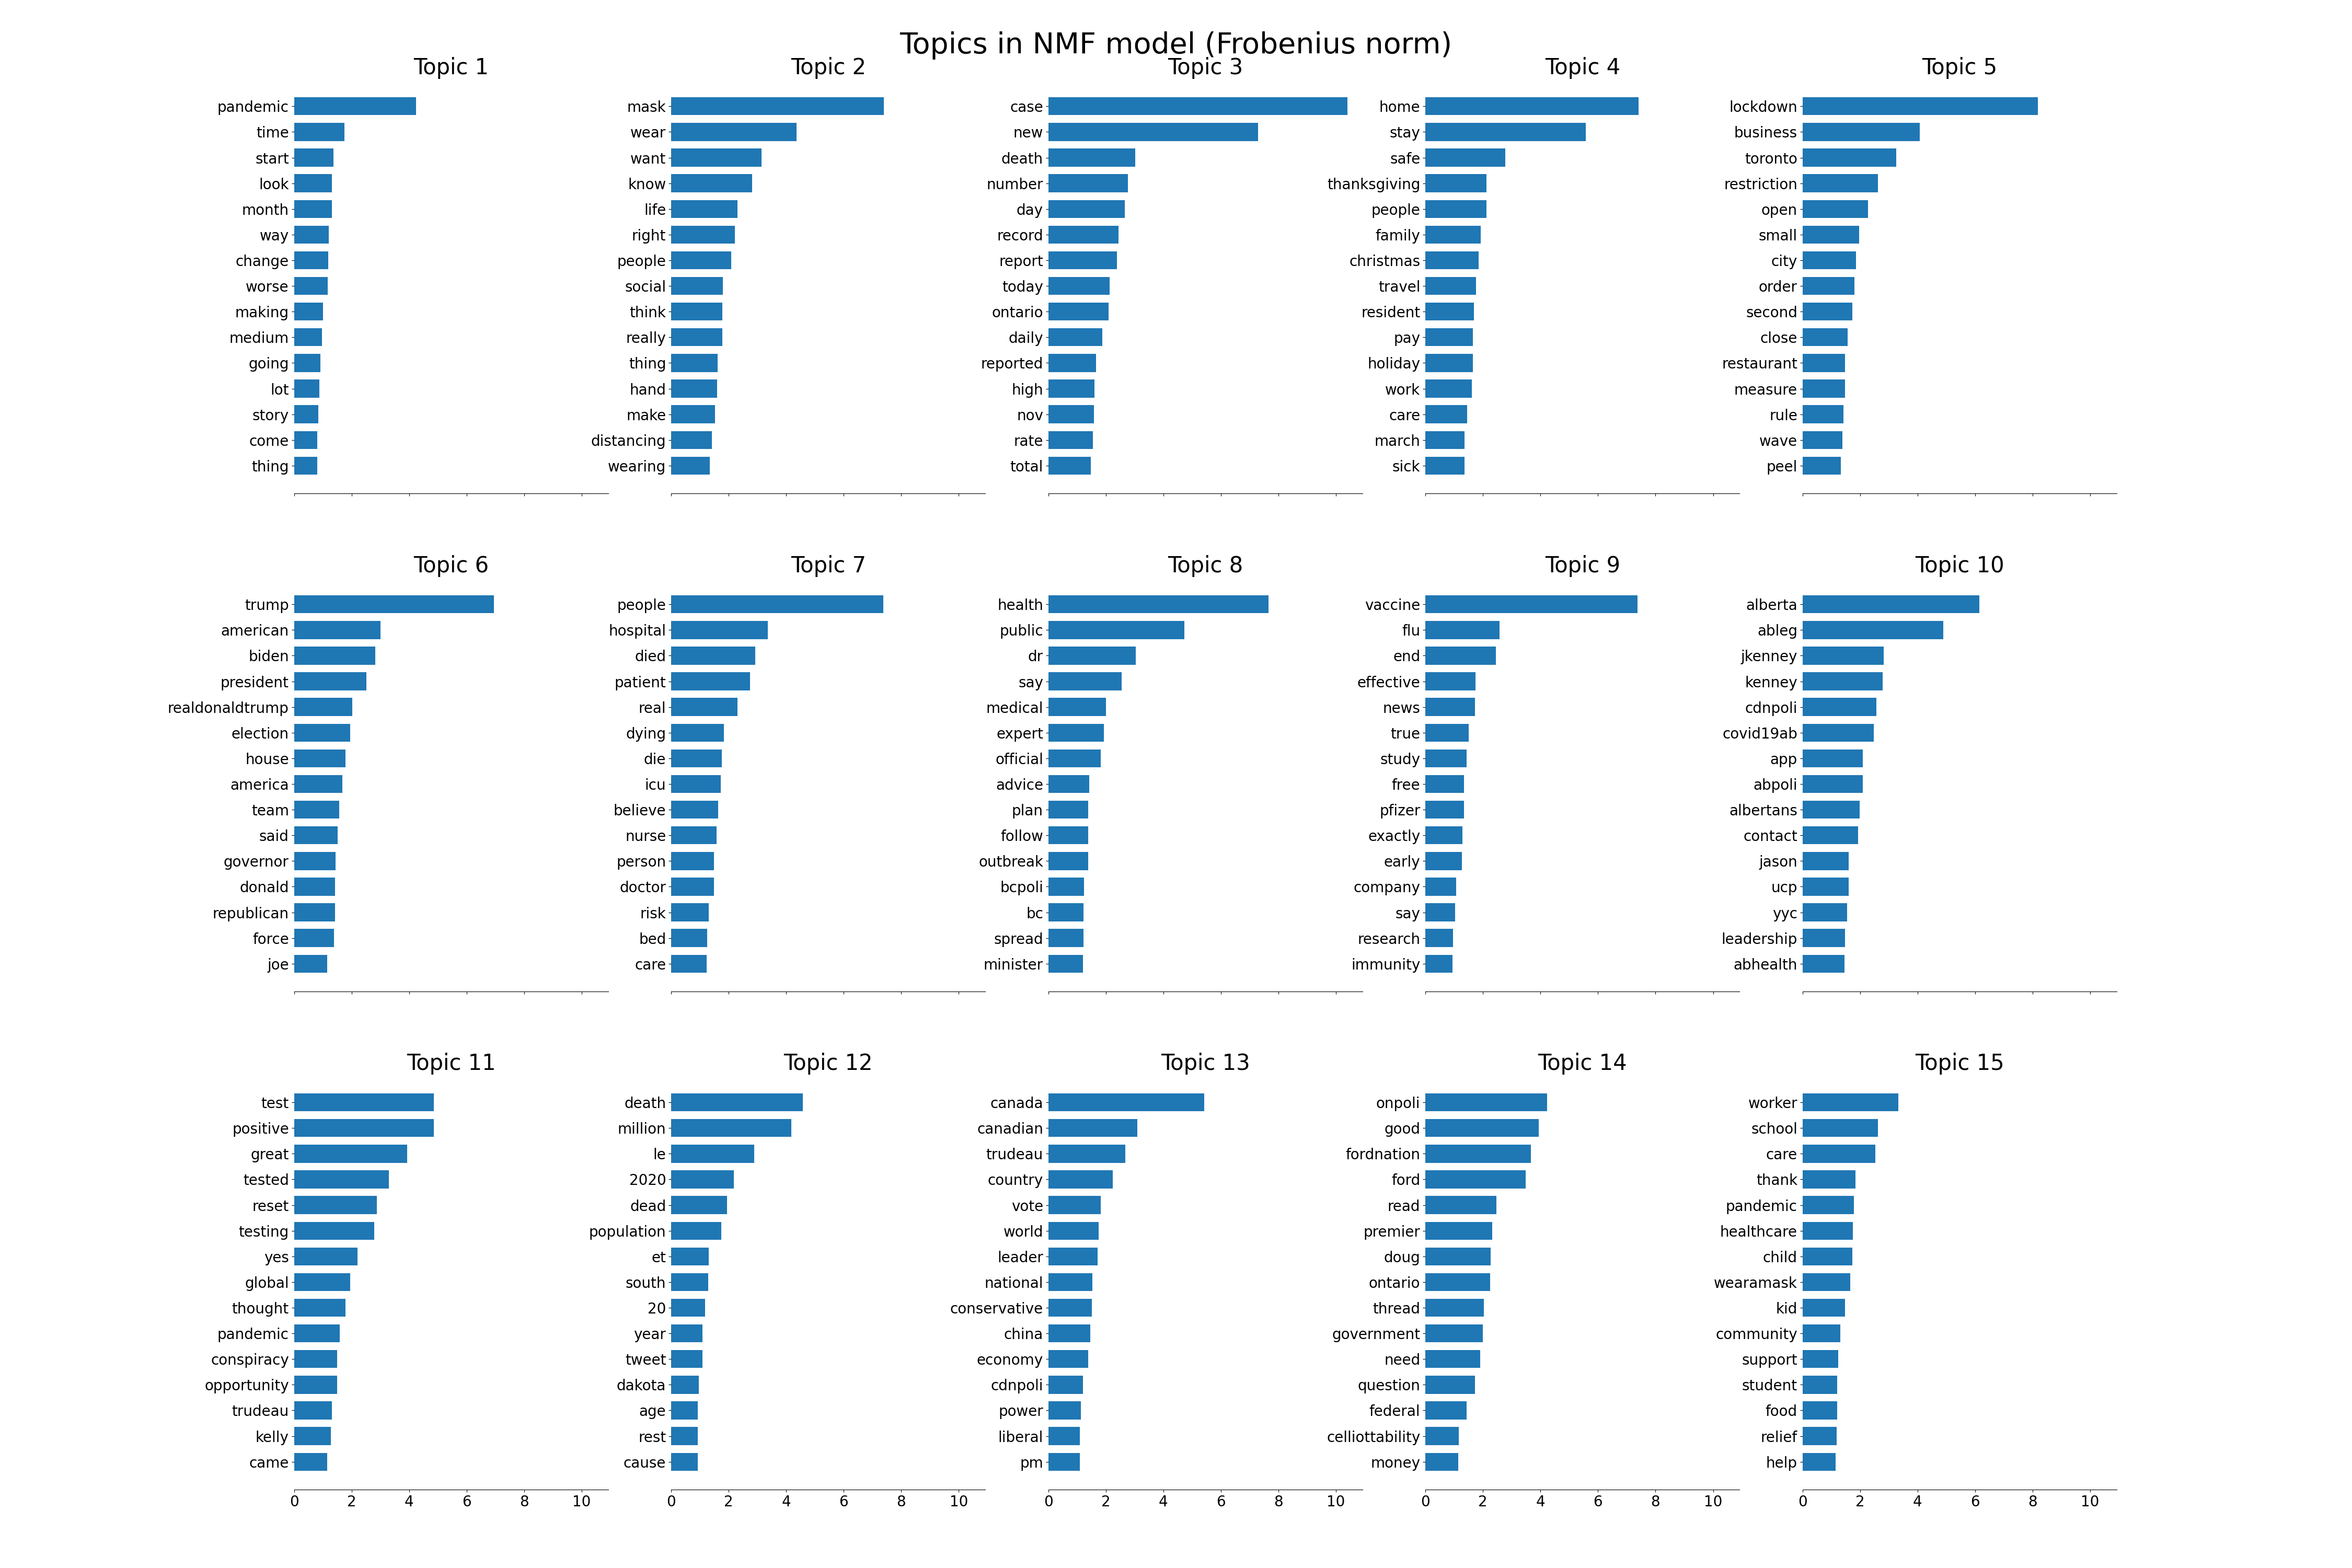 Topics in NMF model (Frobenius norm)
Topic 1
pandemic
time
start
look
month
way
change
worse
making
medium
going
lot
story
come
thing
Topic 2
mask
wear
want
know
life
right
people
social
think
really
thing
hand
make
distancing
wearing
Topic 3
case
new
death
number
day
record
report
today
ontario
daily
reported
high
nov
rate
total
Topic 4
home
stay
safe
thanksgiving
people
family
christmas
travel
resident
pay
holiday
work
care
march
sick
Topic 5
lockdown
business
toronto
restriction
open
small
city
order
second
close
restaurant
measure
rule
wave
peel
Topic 6
trump
american
biden
president
realdonaldtrump
election
house
america
team
said
governor
donald
republican
force
joe
Topic 7
people
hospital
died
patient
real
dying
die
icu
believe
nurse
person
doctor
risk
bed
care
Topic 8
health
public
dr
say
medical
expert
official
advice
plan
follow
outbreak
bcpoli
bc
spread
minister
Topic 9
vaccine
flu
end
effective
news
true
study
free
pfizer
exactly
early
company
say
research
immunity
Topic 10
alberta
ableg
jkenney
kenney
cdnpoli
covid19ab
app
abpoli
albertans
contact
jason
ucp
yyc
leadership
abhealth
Topic 11
test
positive
great
tested
reset
testing
yes
global
thought
pandemic
conspiracy
opportunity
trudeau
kelly
came
0 2 4 6 8 10
Topic 12
death
million
le
2020
dead
population
et
south
20
year
tweet
dakota
age
rest
cause
0 2 4 6 8 10
Topic 13
canada
canadian
trudeau
country
vote
world
leader
national
conservative
china
economy
cdnpoli
power
liberal
pm
0 2 4 6 8 10
Topic 14
onpoli
good
fordnation
ford
read
premier
doug
ontario
thread
government
need
question
federal
celliottability
money
0 2 4 6 8 10
Topic 15
worker
school
care
thank
pandemic
healthcare
child
wearamask
kid
community
support
student
food
relief
help
0 2 4 6 8 10